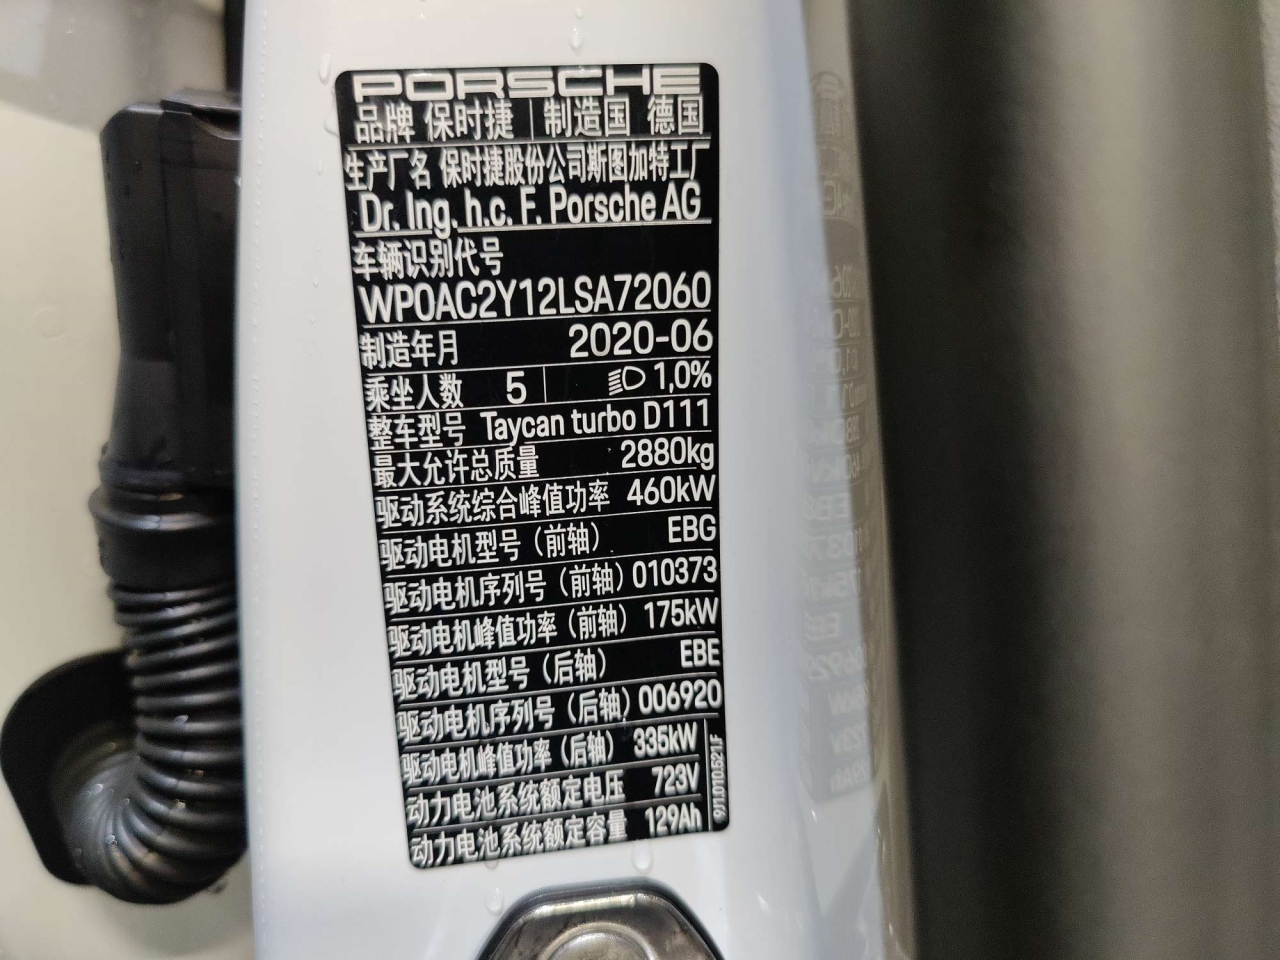 PORSCHE
品牌 保时捷 制造国 德国
生产厂名 保时捷股份公司斯图加特工厂
Dr. Ing. h.c. F. Porsche AG
车辆识别代号
WP0AC2Y12LSA72060
制造年月 2020-06
乘坐人数 5 1,0%
整车型号 Taycan turbo D111
最大允许总质量 2880kg
驱动系统综合峰值功率 460kW
驱动电机型号（前轴） EBG
驱动电机序列号（前轴） 010373
驱动电机峰值功率（前轴） 175kW
驱动电机型号（后轴） EBE
驱动电机序列号（后轴） 006920
驱动电机峰值功率（后轴） 335kW
动力电池系统额定电压 723V
动力电池系统额定容量 129Ah
9J1.010.521.F